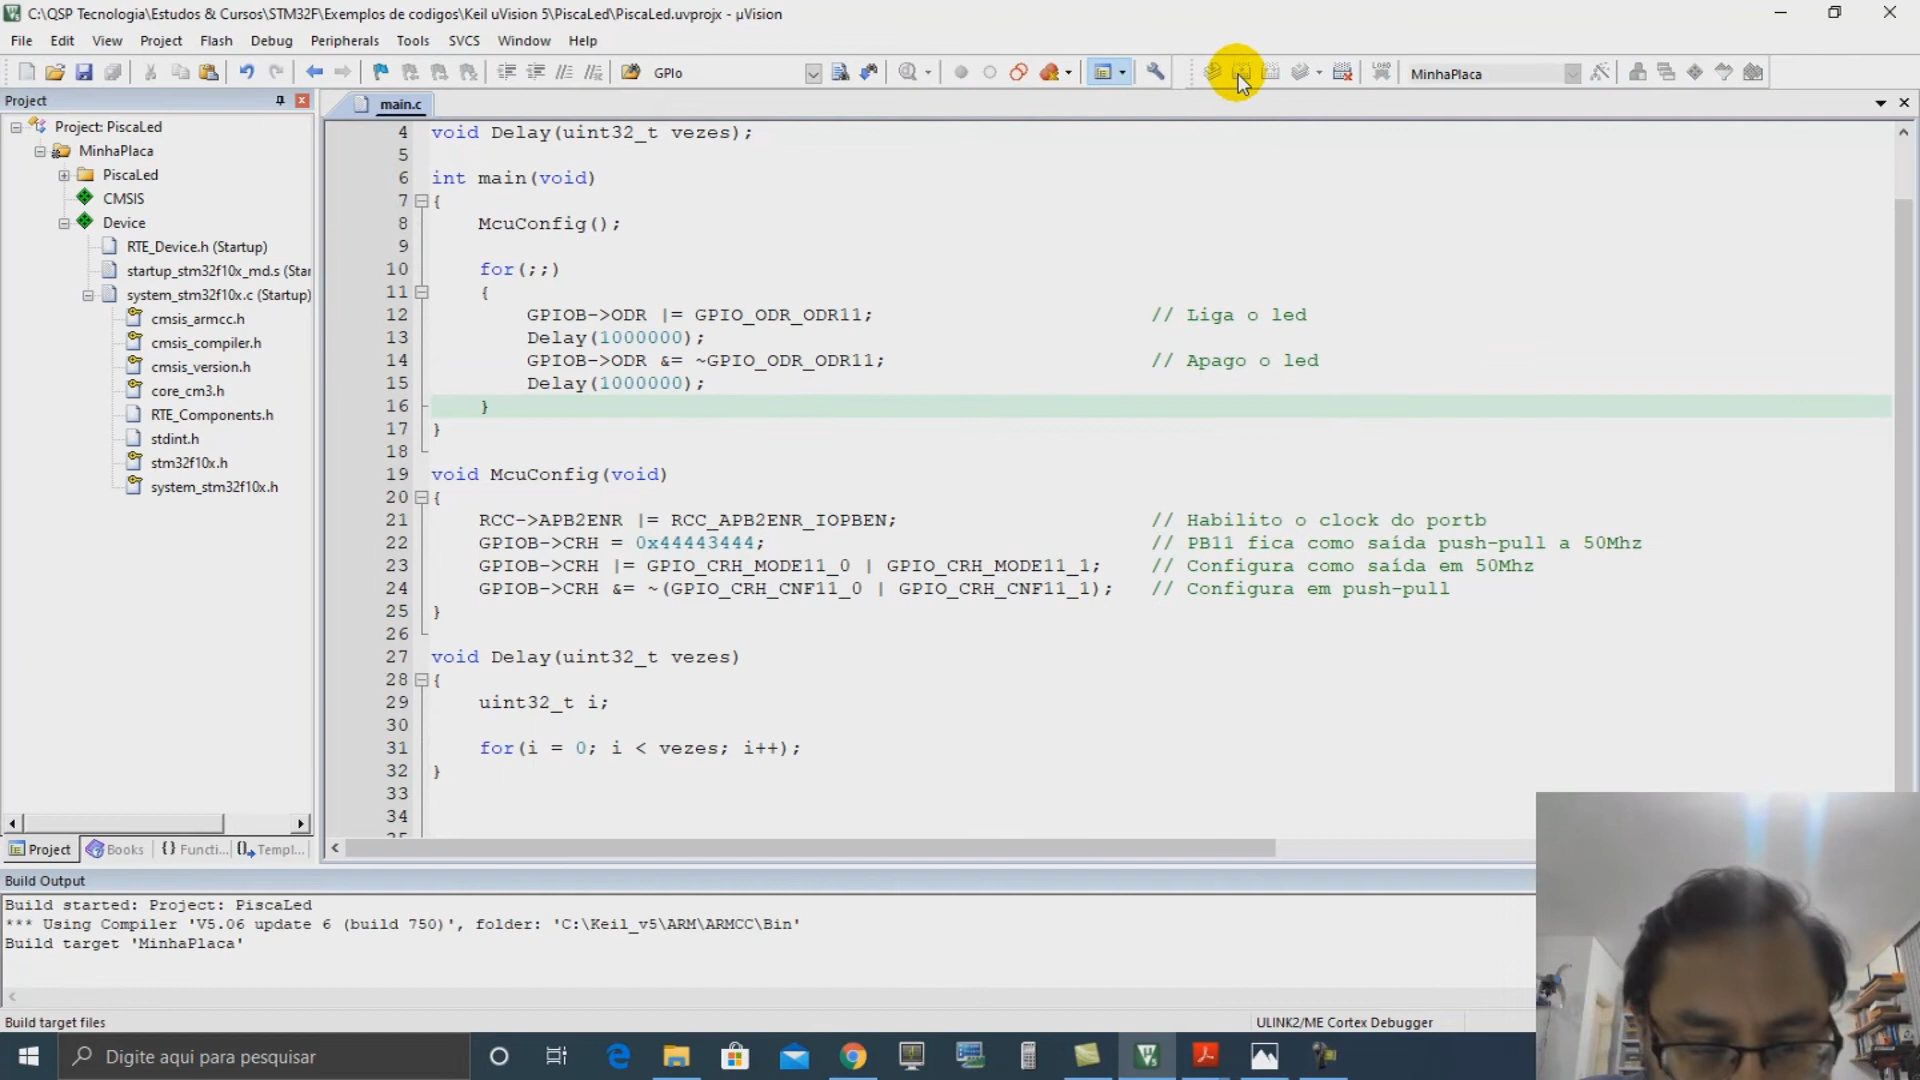 C:\QSP Tecnologia\Estudos & Cursos\STM32F\Exemplos de codigos\Keil uVision 5\PiscaLed\PiscaLed.uvprojx - µVision
File Edit View Project Flash Debug Peripherals Tools SVCS Window Help
GPIo
LOAD
MinhaPlaca
Project
main.c
Project: PiscaLed
MinhaPlaca
PiscaLed
CMSIS
Device
RTE_Device.h (Startup)
startup_stm32f10x_md.s (Star
system_stm32f10x.c (Startup)
cmsis_armcc.h
cmsis_compiler.h
cmsis_version.h
core_cm3.h
RTE_Components.h
stdint.h
stm32f10x.h
system_stm32f10x.h
4 void Delay(uint32_t vezes);
5
6 int main(void)
7 {
8 McuConfig();
9
10 for(;;)
11 {
12 GPIOB->ODR |= GPIO_ODR_ODR11; // Liga o led
13 Delay(1000000);
14 GPIOB->ODR &= ~GPIO_ODR_ODR11; // Apago o led
15 Delay(1000000);
16 }
17 }
18
19 void McuConfig(void)
20 {
21 RCC->APB2ENR |= RCC_APB2ENR_IOPBEN; // Habilito o clock do portb
22 GPIOB->CRH = 0x44443444; // PB11 fica como saída push-pull a 50Mhz
23 GPIOB->CRH |= GPIO_CRH_MODE11_0 | GPIO_CRH_MODE11_1; // Configura como saída em 50Mhz
24 GPIOB->CRH &= ~(GPIO_CRH_CNF11_0 | GPIO_CRH_CNF11_1); // Configura em push-pull
25 }
26
27 void Delay(uint32_t vezes)
28 {
29 uint32_t i;
30
31 for(i = 0; i < vezes; i++);
32 }
33
34
Project Books {} Functi... Templ...
Build Output
Build started: Project: PiscaLed
*** Using Compiler 'V5.06 update 6 (build 750)', folder: 'C:\Keil_v5\ARM\ARMCC\Bin'
Build target 'MinhaPlaca'
Build target files
ULINK2/ME Cortex Debugger
Digite aqui para pesquisar